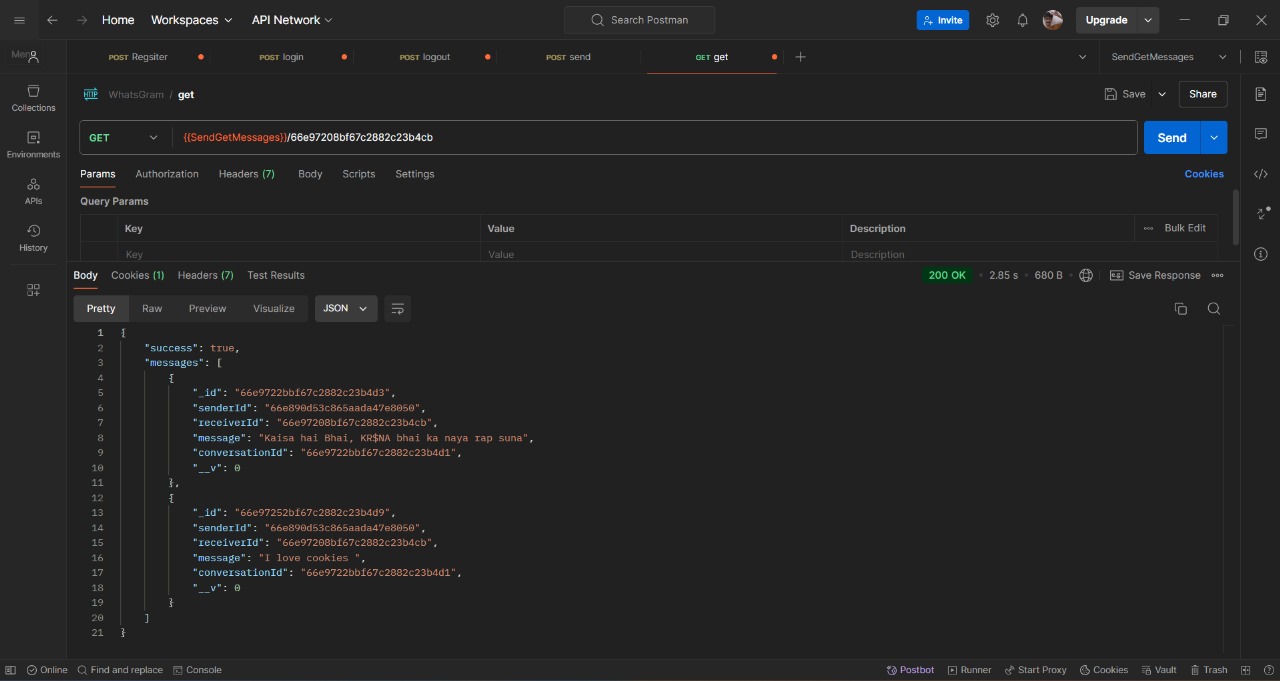 Home Workspaces API Network Search Postman Invite Upgrade
POST Regsiter POST login POST logout POST send GET get SendGetMessages
WhatsGram / get Save Share
GET {{SendGetMessages}}/66e97208bf67c2882c23b4cb Send
Collections
Environments
APIs
History
Params Authorization Headers (7) Body Scripts Settings Cookies
Query Params
Key Value Description Bulk Edit
Key Value Description
Body Cookies (1) Headers (7) Test Results 200 OK 2.85 s 680 B Save Response
Pretty Raw Preview Visualize JSON
1 {
2 "success": true,
3 "messages": [
4 {
5 "_id": "66e9722bbf67c2882c23b4d3",
6 "senderId": "66e890d53c865aada47e8050",
7 "receiverId": "66e97208bf67c2882c23b4cb",
8 "message": "Kaisa hai Bhai, KR$NA bhai ka naya rap suna",
9 "conversationId": "66e9722bbf67c2882c23b4d1",
10 "__v": 0
11 },
12 {
13 "_id": "66e97252bf67c2882c23b4d9",
14 "senderId": "66e890d53c865aada47e8050",
15 "receiverId": "66e97208bf67c2882c23b4cb",
16 "message": "I love cookies ",
17 "conversationId": "66e9722bbf67c2882c23b4d1",
18 "__v": 0
19 }
20 ]
21 }
Online Find and replace Console Postbot Runner Start Proxy Cookies Vault Trash